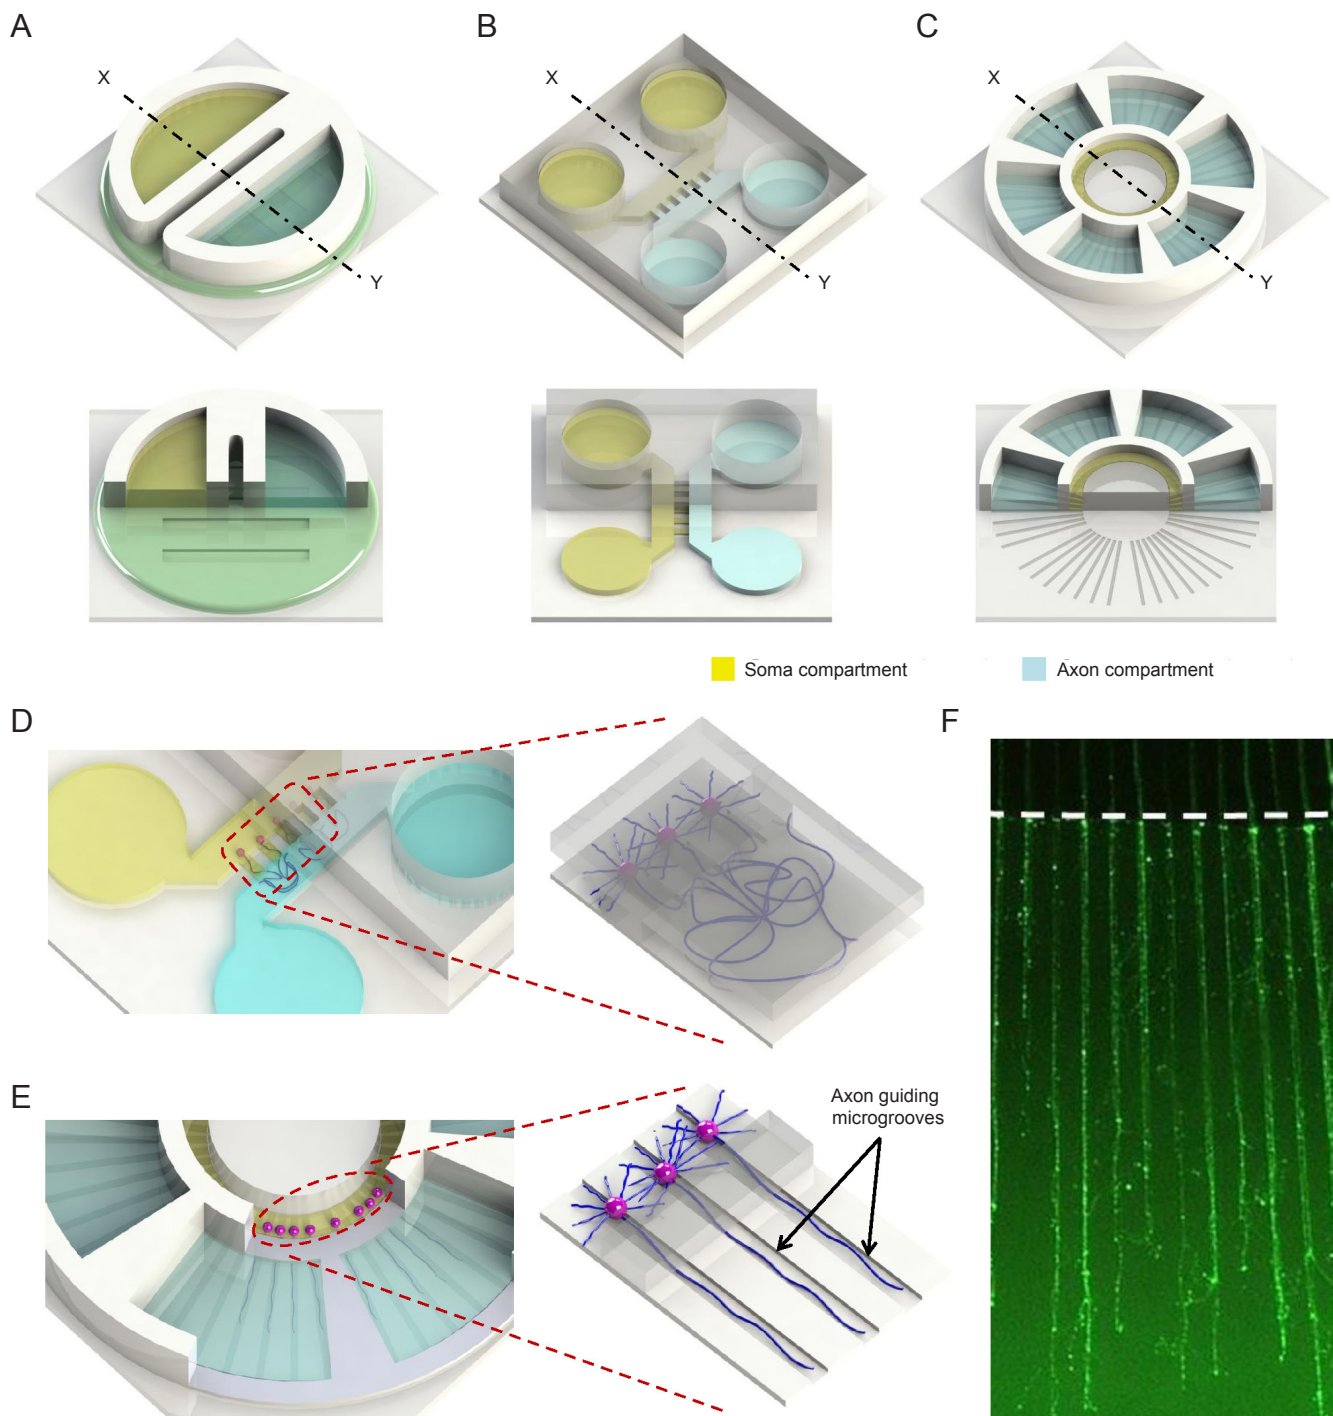 A
B
C
X
Y
X
Y
X
Y
Soma compartment
Axon compartment
D
F
E
Axon guiding
microgrooves